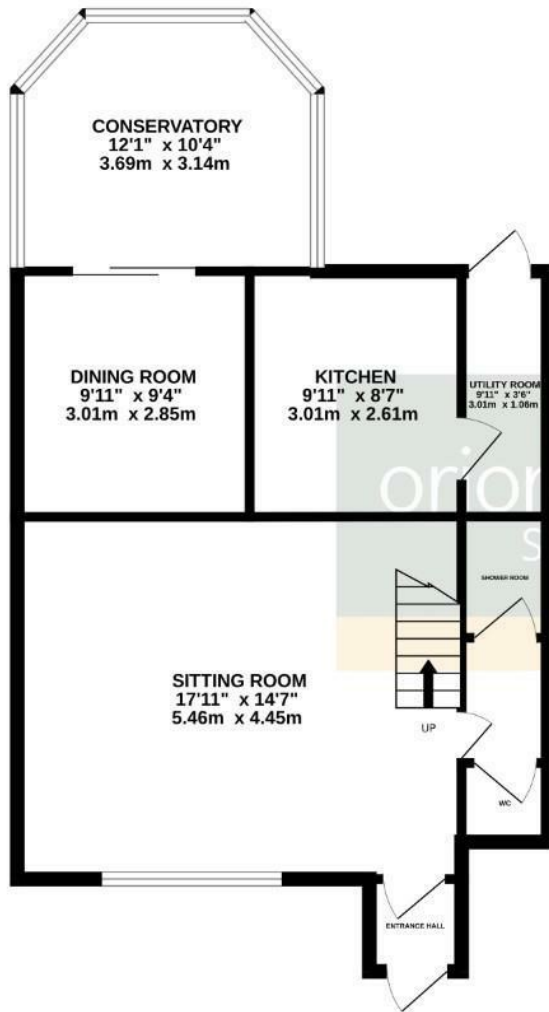 CONSERVATORY
12'1" x 10'4"
3.69m x 3.14m
DINING ROOM
9'11" x 9'4"
3.01m x 2.85m
KITCHEN
9'11" x 8'7"
3.01m x 2.61m
UTILITY ROOM
9'11" x 3'6"
3.01m x 1.06m
orion
s
SHOWER ROOM
SITTING ROOM
17'11" x 14'7"
5.46m x 4.45m
UP
WC
ENTRANCE HALL